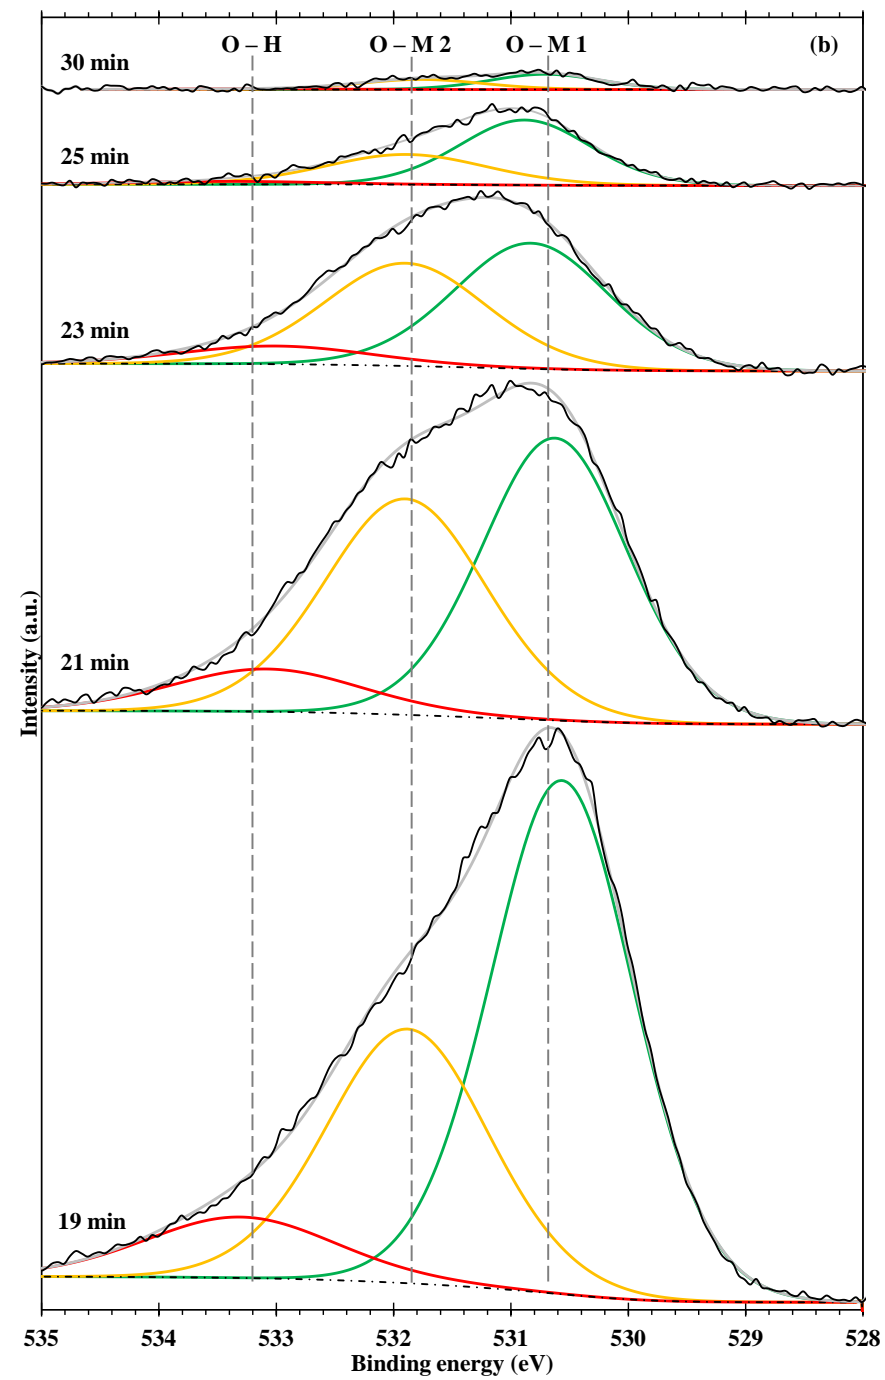 O – H O – M 2 O – M 1 (b)
30 min
25 min
23 min
21 min
19 min
Intensity (a.u.)
535 534 533 532 531 530 529 528
Binding energy (eV)